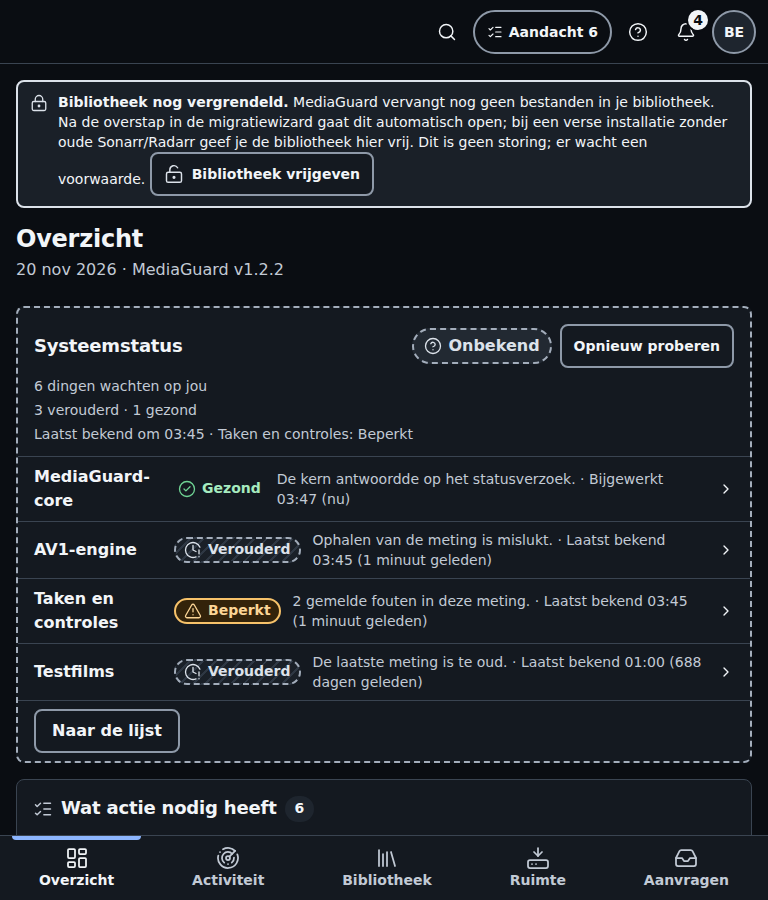 Aandacht 6
4
BE
Bibliotheek nog vergrendeld. MediaGuard vervangt nog geen bestanden in je bibliotheek.
Na de overstap in de migratiewizard gaat dit automatisch open; bij een verse installatie zonder
oude Sonarr/Radarr geef je de bibliotheek hier vrij. Dit is geen storing; er wacht een
voorwaarde. Bibliotheek vrijgeven
Overzicht
20 nov 2026 · MediaGuard v1.2.2
Systeemstatus Onbekend Opnieuw proberen
6 dingen wachten op jou
3 verouderd · 1 gezond
Laatst bekend om 03:45 · Taken en controles: Beperkt
MediaGuard-
core
Gezond
De kern antwoordde op het statusverzoek. · Bijgewerkt
03:47 (nu)
AV1-engine
Verouderd
Ophalen van de meting is mislukt. · Laatst bekend
03:45 (1 minuut geleden)
Taken en
controles
Beperkt
2 gemelde fouten in deze meting. · Laatst bekend 03:45
(1 minuut geleden)
Testfilms
Verouderd
De laatste meting is te oud. · Laatst bekend 01:00 (688
dagen geleden)
Naar de lijst
Wat actie nodig heeft 6
Overzicht Activiteit Bibliotheek Ruimte Aanvragen